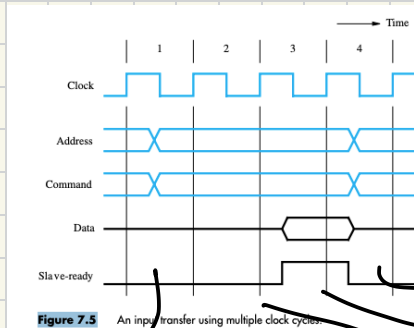 Time
1 2 3 4
Clock
Address
Command
Data
Slave-ready
Figure 7.5 An input transfer using multiple clock cycles.